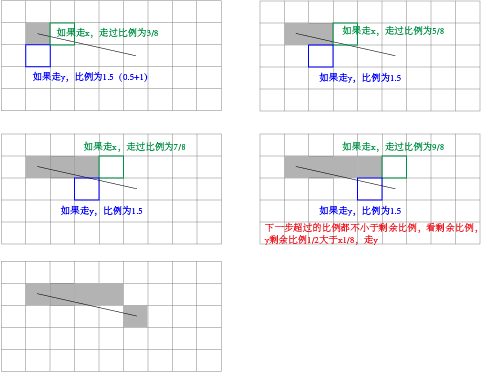 如果走x，走过比例为3/8
如果走y，比例为1.5（0.5+1）
如果走x，走过比例为5/8
如果走y，比例为1.5
如果走x，走过比例为7/8
如果走y，比例为1.5
如果走x，走过比例为9/8
如果走y，比例为1.5
下一步超过的比例都不小于剩余比例，看剩余比例，
y剩余比例1/2大于x1/8，走y